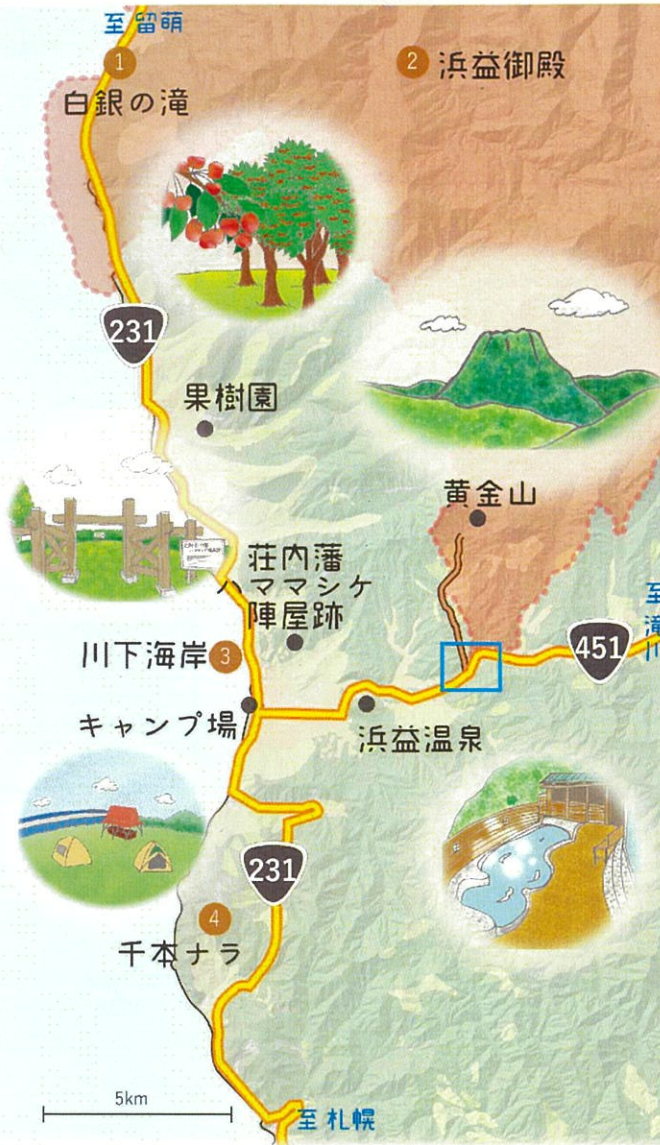 至留萌
1
白銀の滝
2 浜益御殿
231
果樹園
黄金山
荘内藩
ハママシケ
陣屋跡
川下海岸 3
451
至
滝
川
キャンプ場
浜益温泉
231
4
千本ナラ
5km
至札幌